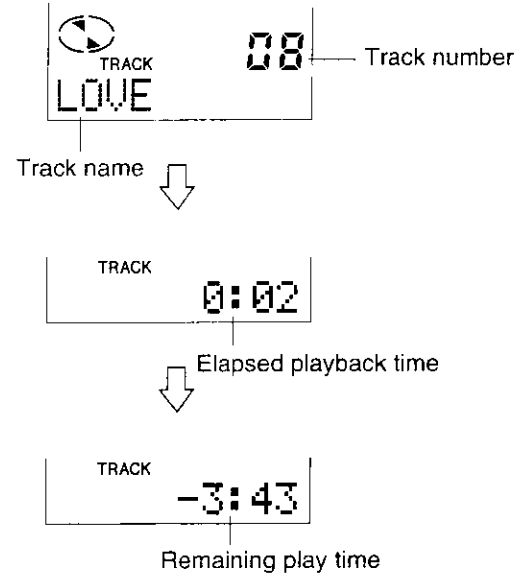 TRACK
08
Track number
LOVE
Track name
TRACK
0:02
Elapsed playback time
TRACK
-3:43
Remaining play time